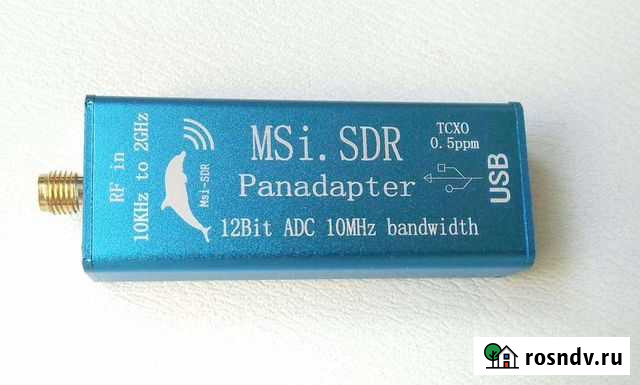 RF in
10KHz to 2GHz
Msi-SDR
MSi.SDR
Panadapter
12Bit ADC 10MHz bandwidth
TCXO
0.5ppm
USB
rosndv.ru